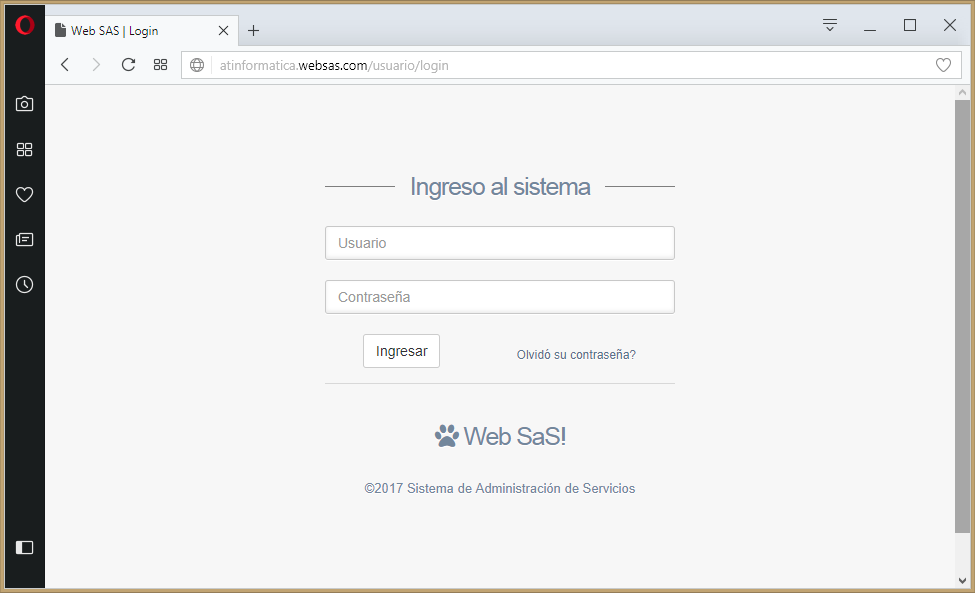 Web SAS | Login
atinformatica.websas.com/usuario/login
Ingreso al sistema
Usuario
Contraseña
Ingresar
Olvidó su contraseña?
Web SaS!
©2017 Sistema de Administración de Servicios